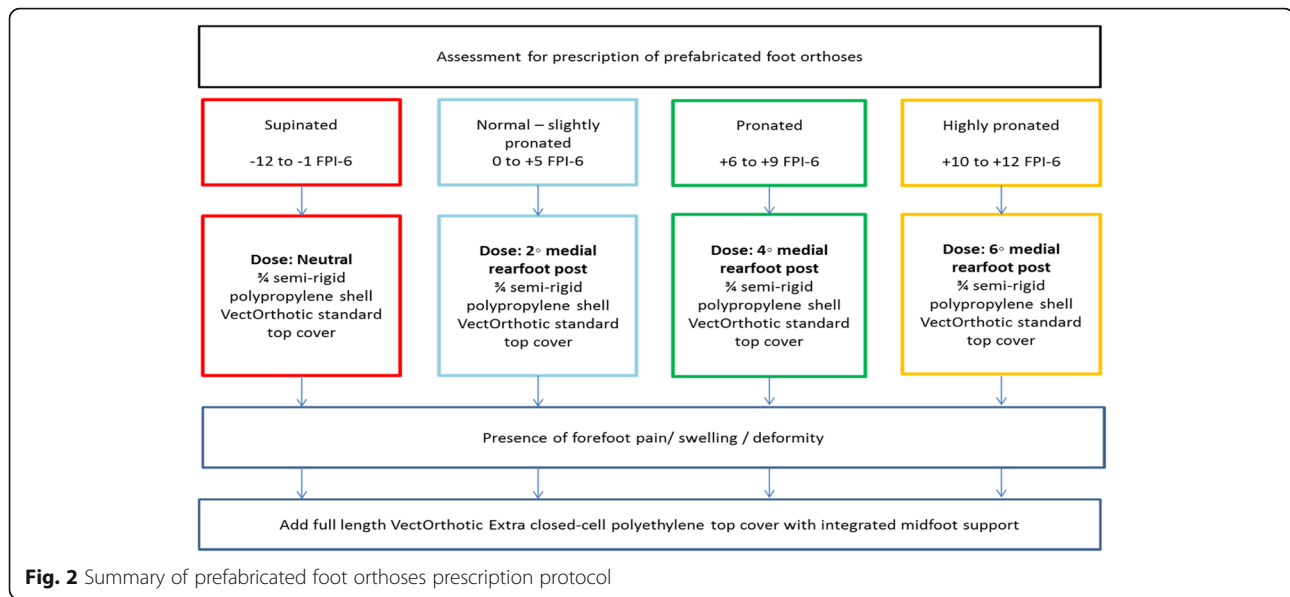 Assessment for prescription of prefabricated foot orthoses
Supinated
-12 to -1 FPI-6
Normal – slightly
pronated
0 to +5 FPI-6
Pronated
+6 to +9 FPI-6
Highly pronated
+10 to +12 FPI-6
Dose: Neutral
¾ semi-rigid
polypropylene shell
VectOrthotic standard
top cover
Dose: 2◦ medial
rearfoot post
¾ semi-rigid
polypropylene shell
VectOrthotic standard
top cover
Dose: 4◦ medial
rearfoot post
¾ semi-rigid
polypropylene shell
VectOrthotic standard
top cover
Dose: 6◦ medial
rearfoot post
¾ semi-rigid
polypropylene shell
VectOrthotic standard
top cover
Presence of forefoot pain/ swelling / deformity
Add full length VectOrthotic Extra closed-cell polyethylene top cover with integrated midfoot support
Fig. 2 Summary of prefabricated foot orthoses prescription protocol